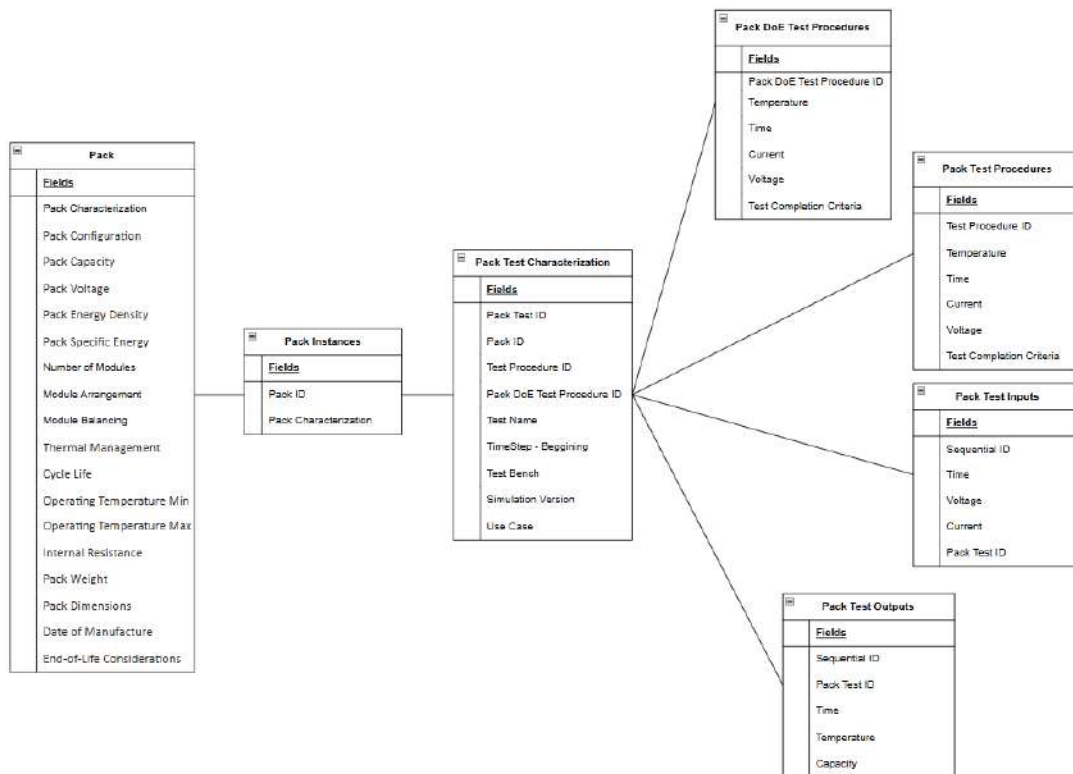 Pack
Fields
Pack Characterization
Pack Configuration
Pack Capacity
Pack Voltage
Pack Energy Density
Pack Specific Energy
Number of Modules
Module Arrangement
Module Balancing
Thermal Management
Cycle Life
Operating Temperature Min
Operating Temperature Max
Internal Resistance
Pack Weight
Pack Dimensions
Date of Manufacture
End-of-Life Considerations
Pack Instances
Fields
Pack ID
Pack Characterization
Pack Test Characterization
Fields
Pack Test ID
Pack ID
Test Procedure ID
Pack DoE Test Procedure ID
Test Name
TimeStep - Beggining
Test Bench
Simulation Version
Use Case
Pack DoE Test Procedures
Fields
Pack DoE Test Procedure ID
Temperature
Time
Current
Voltage
Test Completion Criteria
Pack Test Procedures
Fields
Test Procedure ID
Temperature
Time
Current
Voltage
Test Completion Criteria
Pack Test Inputs
Fields
Sequential ID
Time
Voltage
Current
Pack Test ID
Pack Test Outputs
Fields
Sequential ID
Pack Test ID
Time
Temperature
Capacity